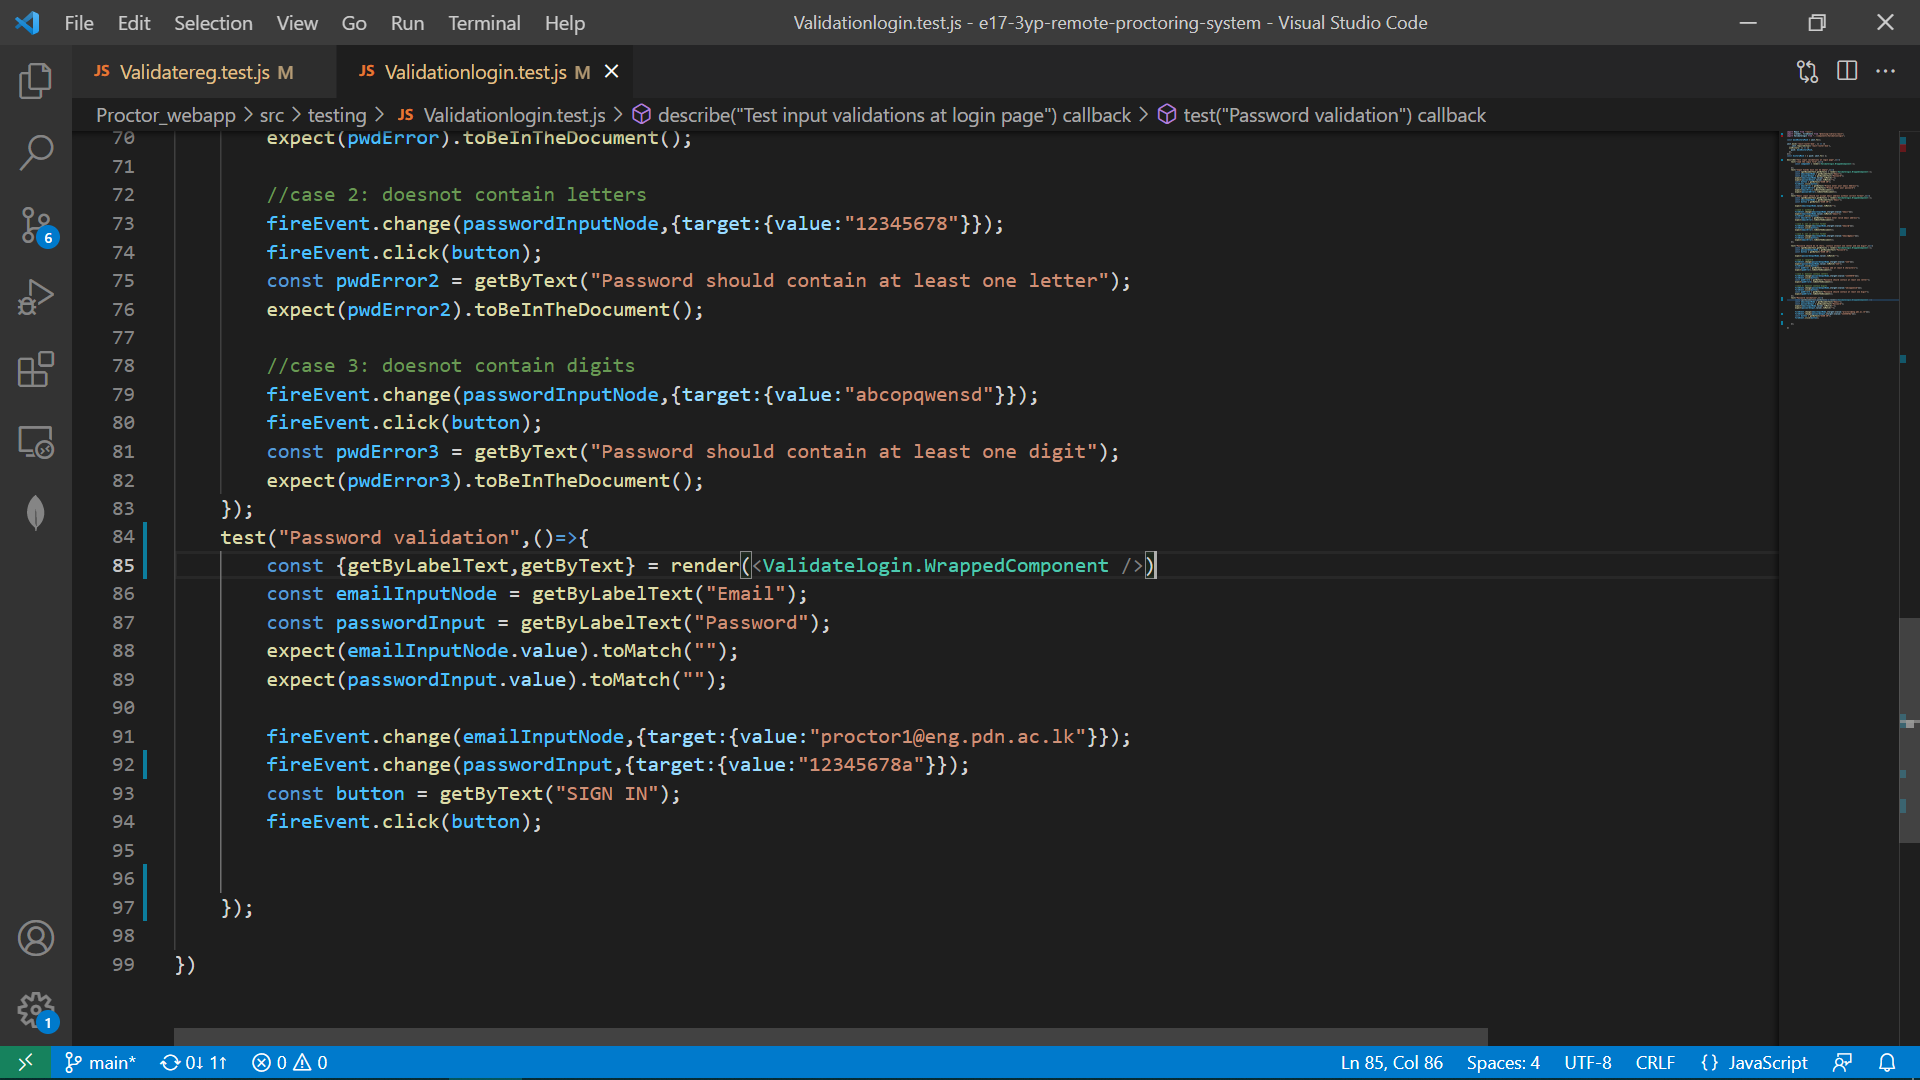 File Edit Selection View Go Run Terminal Help Validationlogin.test.js - e17-3yp-remote-proctoring-system - Visual Studio Code
JS Validatereg.test.js M JS Validationlogin.test.js M
Proctor_webapp > src > testing > JS Validationlogin.test.js > describe("Test input validations at login page") callback > test("Password validation") callback
70 expect(pwdError).toBeInTheDocument();
71
72 //case 2: doesnot contain letters
73 fireEvent.change(passwordInputNode,{target:{value:"12345678"}});
74 fireEvent.click(button);
75 const pwdError2 = getByText("Password should contain at least one letter");
76 expect(pwdError2).toBeInTheDocument();
77
78 //case 3: doesnot contain digits
79 fireEvent.change(passwordInputNode,{target:{value:"abcopqwensd"}});
80 fireEvent.click(button);
81 const pwdError3 = getByText("Password should contain at least one digit");
82 expect(pwdError3).toBeInTheDocument();
83 });
84 test("Password validation",()=>{
85 const {getByLabelText,getByText} = render(<Validatelogin.WrappedComponent />)
86 const emailInputNode = getByLabelText("Email");
87 const passwordInput = getByLabelText("Password");
88 expect(emailInputNode.value).toMatch("");
89 expect(passwordInput.value).toMatch("");
90
91 fireEvent.change(emailInputNode,{target:{value:"proctor1@eng.pdn.ac.lk"}});
92 fireEvent.change(passwordInput,{target:{value:"12345678a"}});
93 const button = getByText("SIGN IN");
94 fireEvent.click(button);
95
96
97 });
98
99 })
6
1
main* 0↓ 1↑ 0 0 Ln 85, Col 86 Spaces: 4 UTF-8 CRLF {} JavaScript